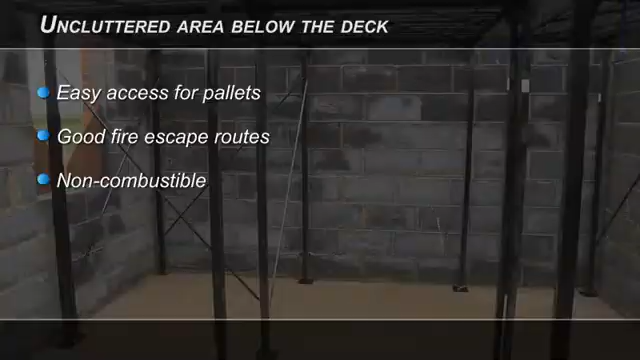 Uncluttered area below the deck
Easy access for pallets
Good fire escape routes
Non-combustible